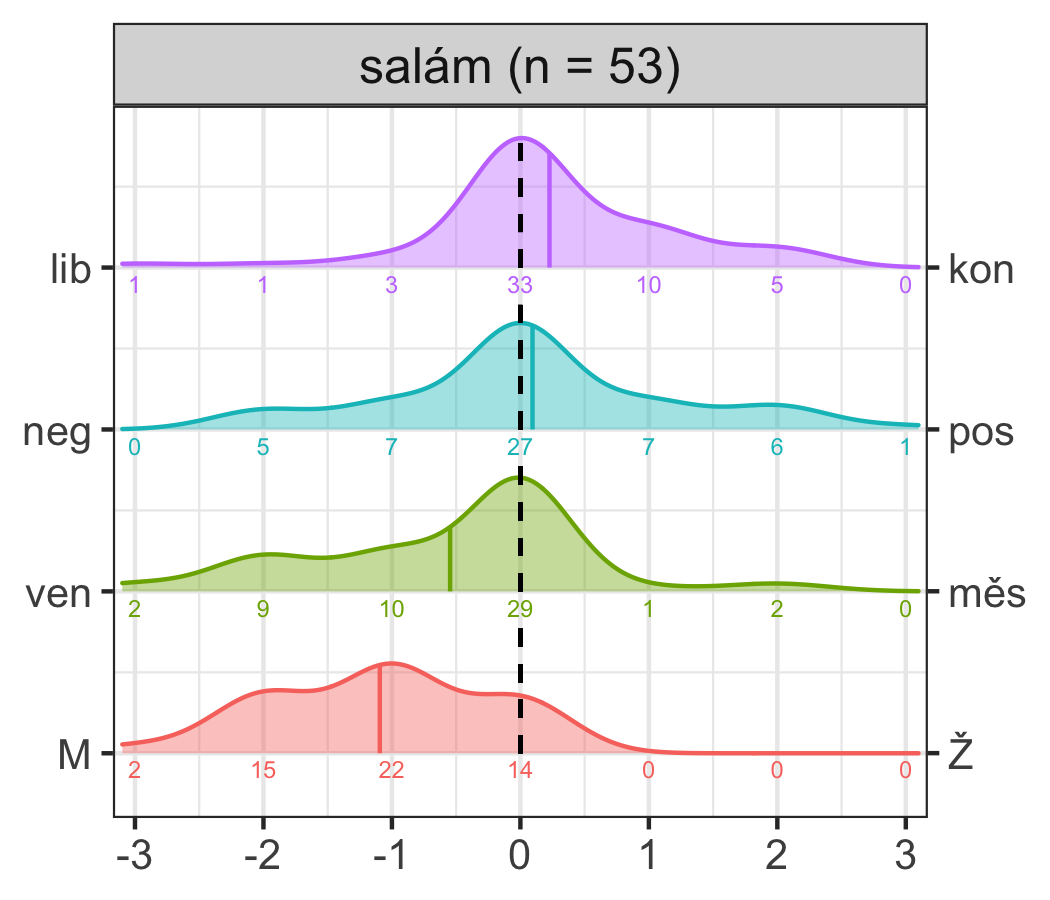 salám (n = 53)
lib kon
1 1 3 33 10 5 0
neg pos
0 5 7 27 7 6 1
ven měs
2 9 10 29 1 2 0
M Ž
2 15 22 14 0 0 0
-3 -2 -1 0 1 2 3